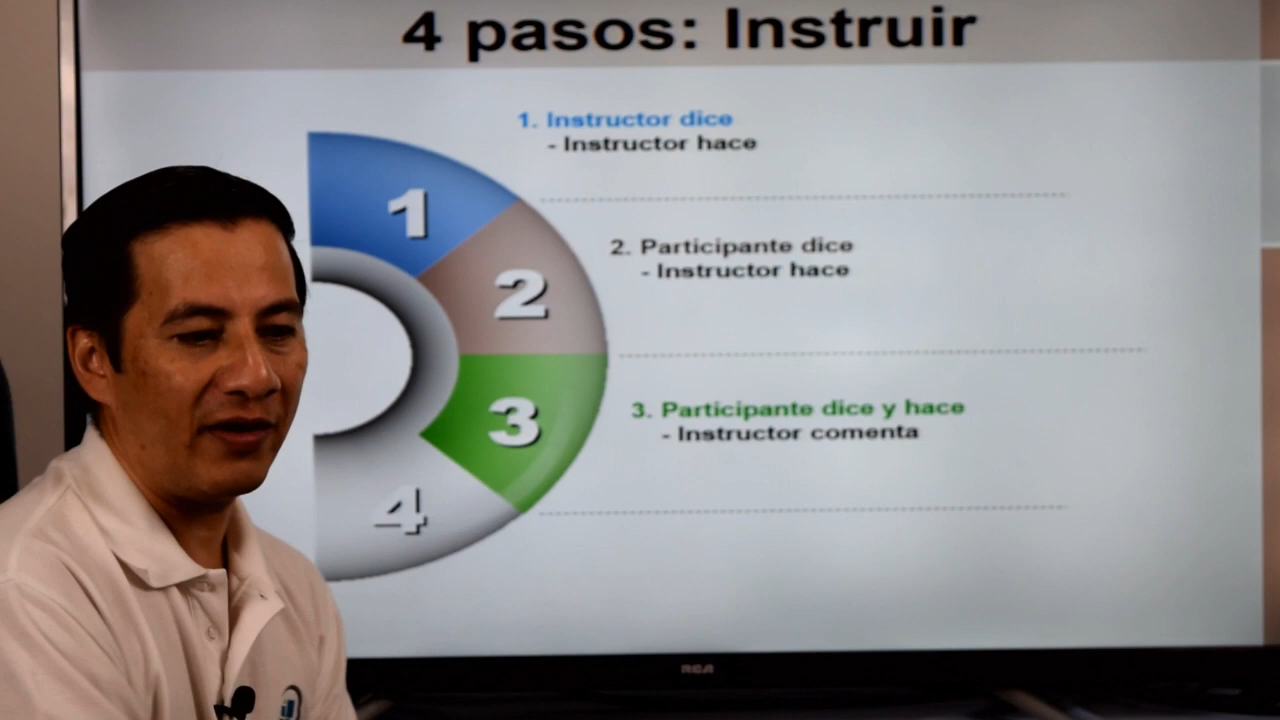 4 pasos: Instruir
1. Instructor dice
- Instructor hace
1
2. Participante dice
- Instructor hace
2
3. Participante dice y hace
- Instructor comenta
3
4
RCA